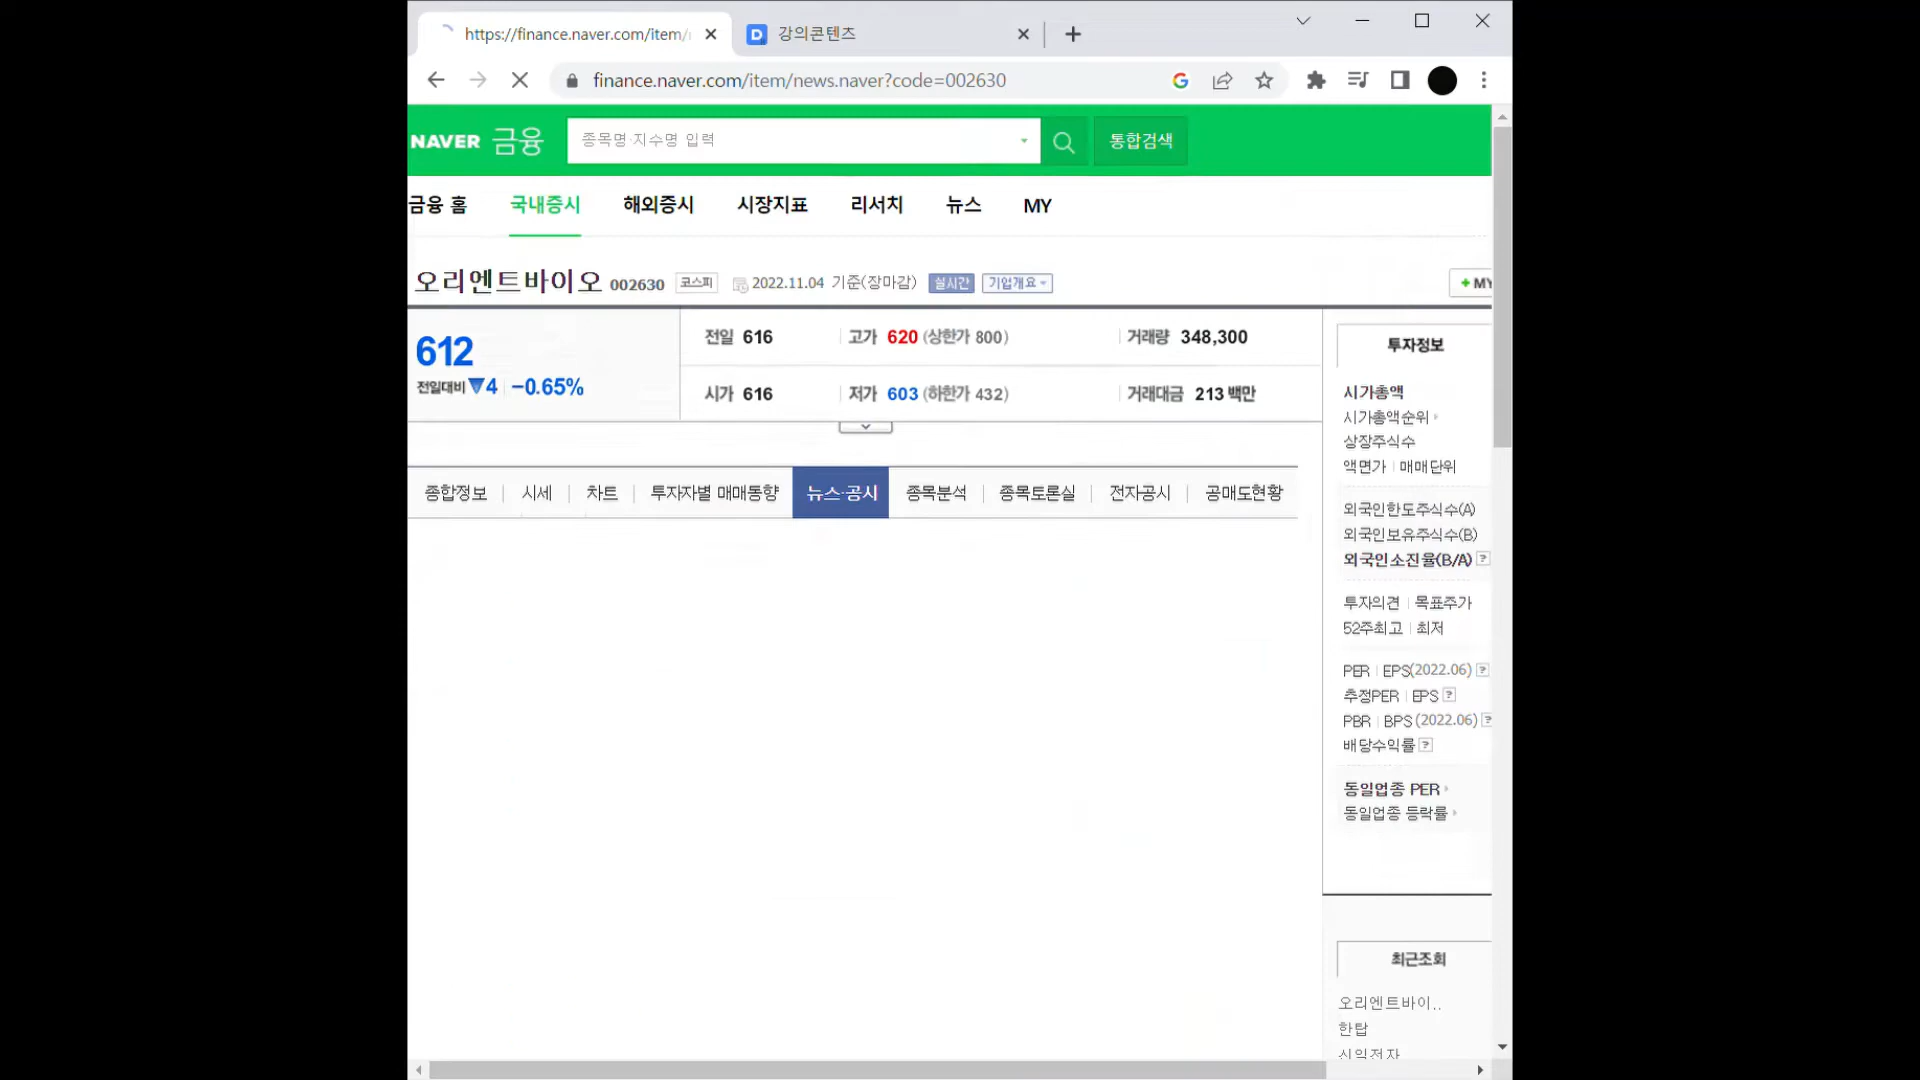 https://finance.naver.com/item/
강의콘텐츠
finance.naver.com/item/news.naver?code=002630
NAVER 금융
종목명·지수명 입력
통합검색
금융 홈 국내증시 해외증시 시장지표 리서치 뉴스 MY
오리엔트바이오 002630 코스피 2022.11.04 기준(장마감) 실시간 기업개요
+ MY
612
전일대비 ▼4 -0.65%
전일 616 고가 620 (상한가 800) 거래량 348,300
시가 616 저가 603 (하한가 432) 거래대금 213 백만
종합정보 시세 차트 투자자별 매매동향 뉴스·공시 종목분석 종목토론실 전자공시 공매도현황
투자정보
시가총액
시가총액순위
상장주식수
액면가 매매단위
외국인한도주식수(A)
외국인보유주식수(B)
외국인소진율(B/A) ?
투자의견 목표주가
52주최고 최저
PER EPS(2022.06) ?
추정PER EPS ?
PBR BPS (2022.06) ?
배당수익률 ?
동일업종 PER
동일업종 등락률
최근조회
오리엔트바이..
한탑
신일전자